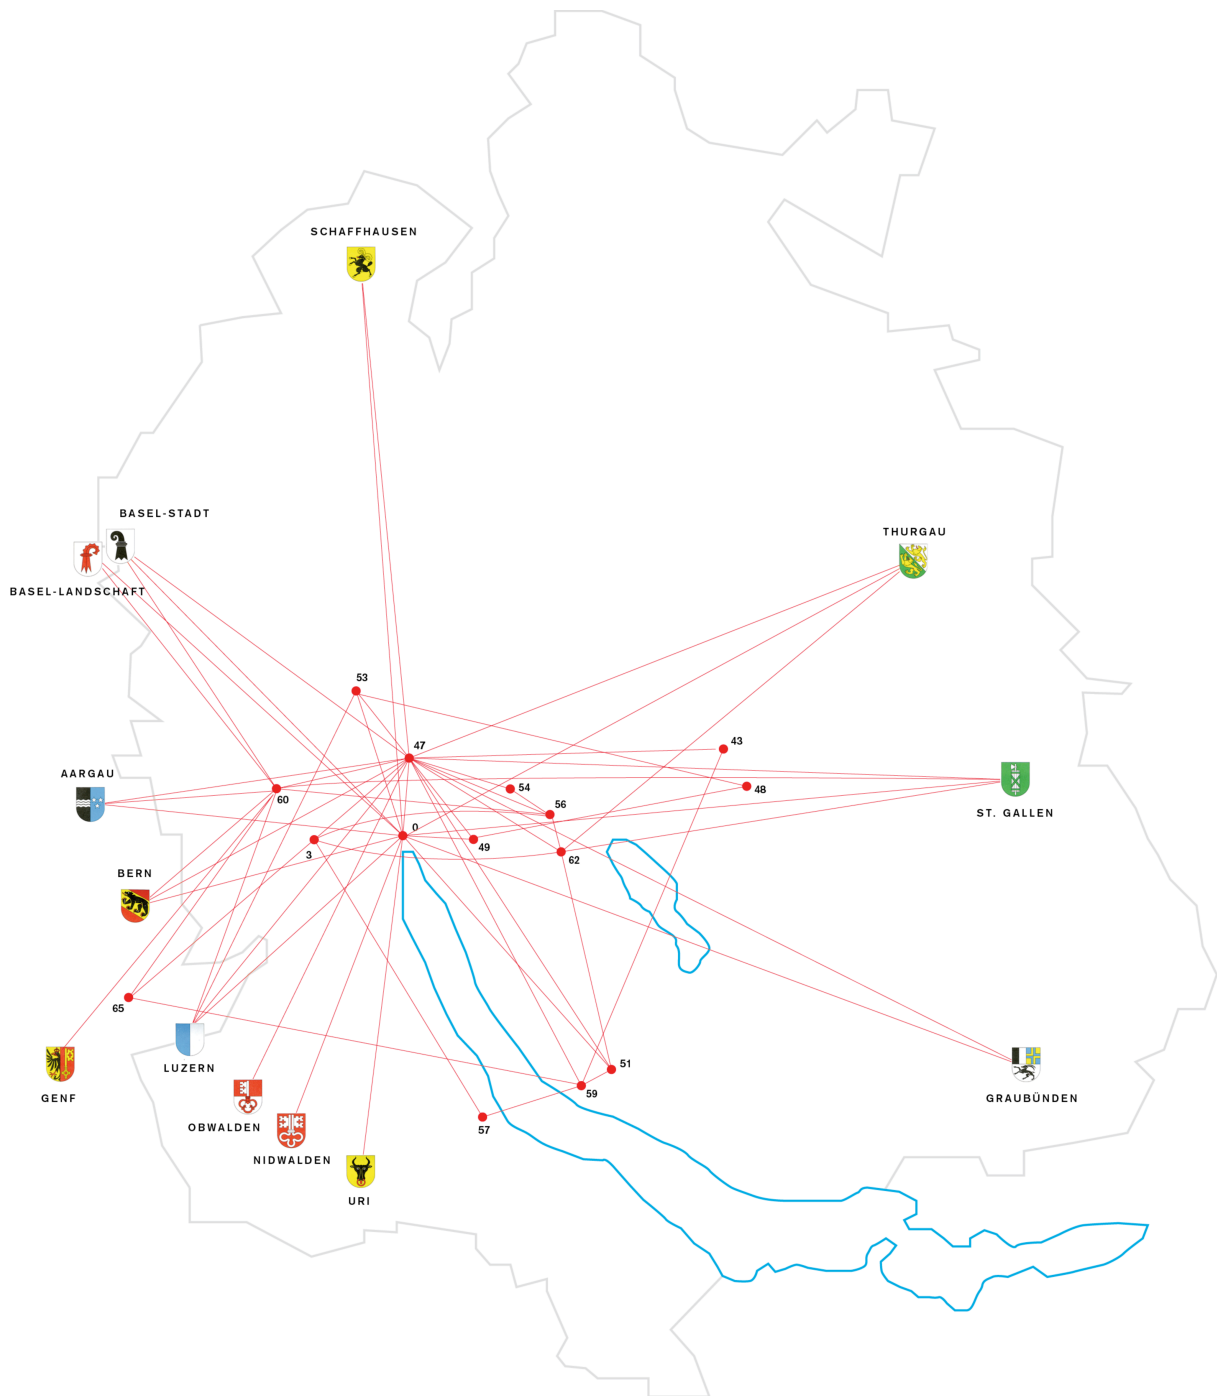 SCHAFFHAUSEN
BASEL-STADT
THURGAU
BASEL-LANDSCHAFT
53
47
43
AARGAU
60
54
48
56
ST. GALLEN
0
3
49
62
BERN
65
LUZERN
51
GENF
59
GRAUBÜNDEN
OBWALDEN
57
NIDWALDEN
URI